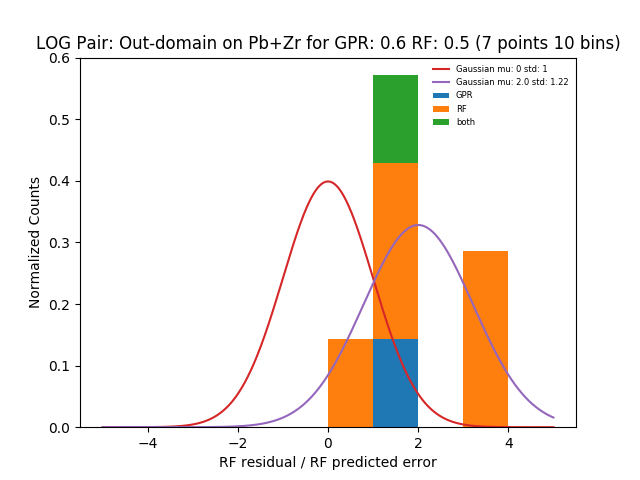 LOG Pair: Out-domain on Pb+Zr for GPR: 0.6 RF: 0.5 (7 points 10 bins)
Gaussian mu: 0 std: 1
Gaussian mu: 2.0 std: 1.22
GPR
RF
both
0.6
0.5
0.4
0.3
0.2
0.1
0.0
Normalized Counts
−4 −2 0 2 4
RF residual / RF predicted error